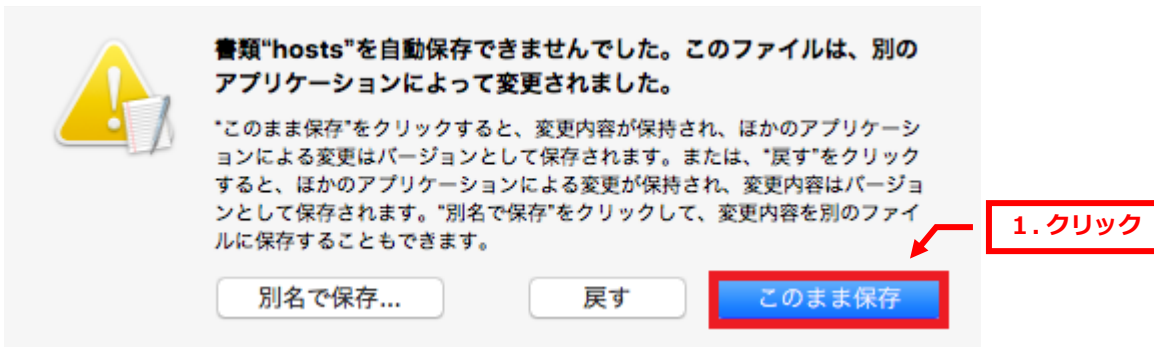 書類“hosts”を自動保存できませんでした。このファイルは、別の
アプリケーションによって変更されました。
“このまま保存”をクリックすると、変更内容が保持され、ほかのアプリケーシ
ョンによる変更はバージョンとして保存されます。または、“戻す”をクリック
すると、ほかのアプリケーションによる変更が保持され、変更内容はバージョ
ンとして保存されます。“別名で保存”をクリックして、変更内容を別のファイ
ルに保存することもできます。
1.クリック
別名で保存... 戻す このまま保存